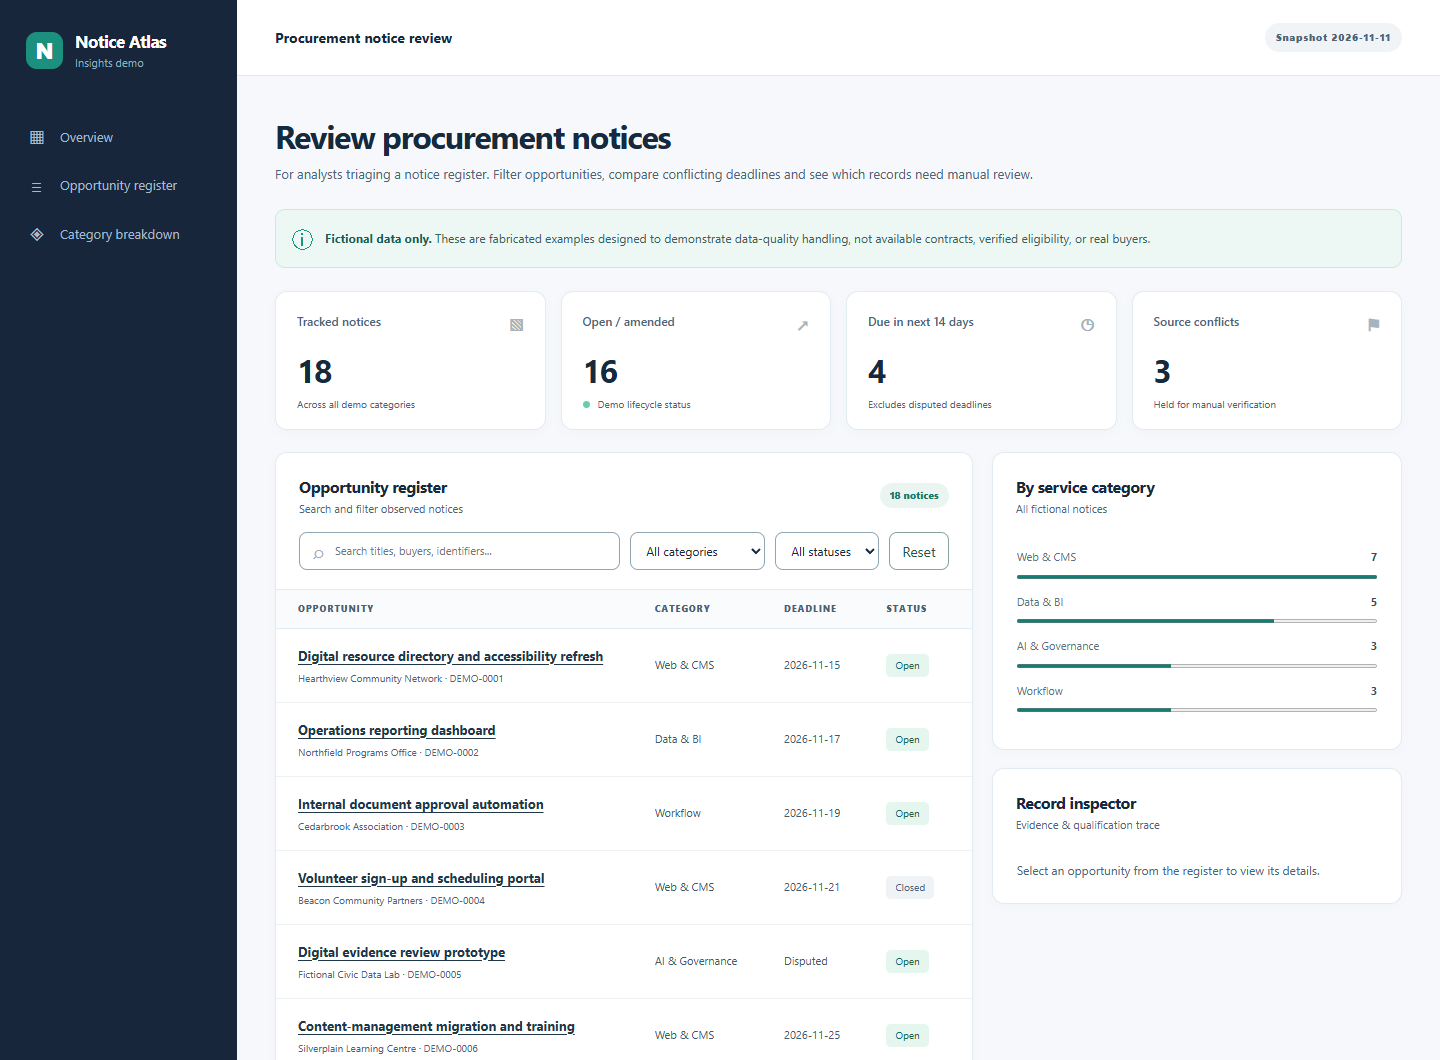 N
Notice Atlas
Insights demo
Overview
Opportunity register
Category breakdown
Procurement notice review
Snapshot 2026-11-11
Review procurement notices
For analysts triaging a notice register. Filter opportunities, compare conflicting deadlines and see which records need manual review.
Fictional data only. These are fabricated examples designed to demonstrate data-quality handling, not available contracts, verified eligibility, or real buyers.
Tracked notices
18
Across all demo categories
Open / amended
16
Demo lifecycle status
Due in next 14 days
4
Excludes disputed deadlines
Source conflicts
3
Held for manual verification
Opportunity register
Search and filter observed notices
18 notices
Search titles, buyers, identifiers...
All categories
All statuses
Reset
OPPORTUNITY CATEGORY DEADLINE STATUS
Digital resource directory and accessibility refresh
Hearthview Community Network · DEMO-0001
Web & CMS 2026-11-15 Open
Operations reporting dashboard
Northfield Programs Office · DEMO-0002
Data & BI 2026-11-17 Open
Internal document approval automation
Cedarbrook Association · DEMO-0003
Workflow 2026-11-19 Open
Volunteer sign-up and scheduling portal
Beacon Community Partners · DEMO-0004
Web & CMS 2026-11-21 Closed
Digital evidence review prototype
Fictional Civic Data Lab · DEMO-0005
AI & Governance Disputed Open
Content-management migration and training
Silverplain Learning Centre · DEMO-0006
Web & CMS 2026-11-25 Open
By service category
All fictional notices
Web & CMS 7
Data & BI 5
AI & Governance 3
Workflow 3
Record inspector
Evidence & qualification trace
Select an opportunity from the register to view its details.